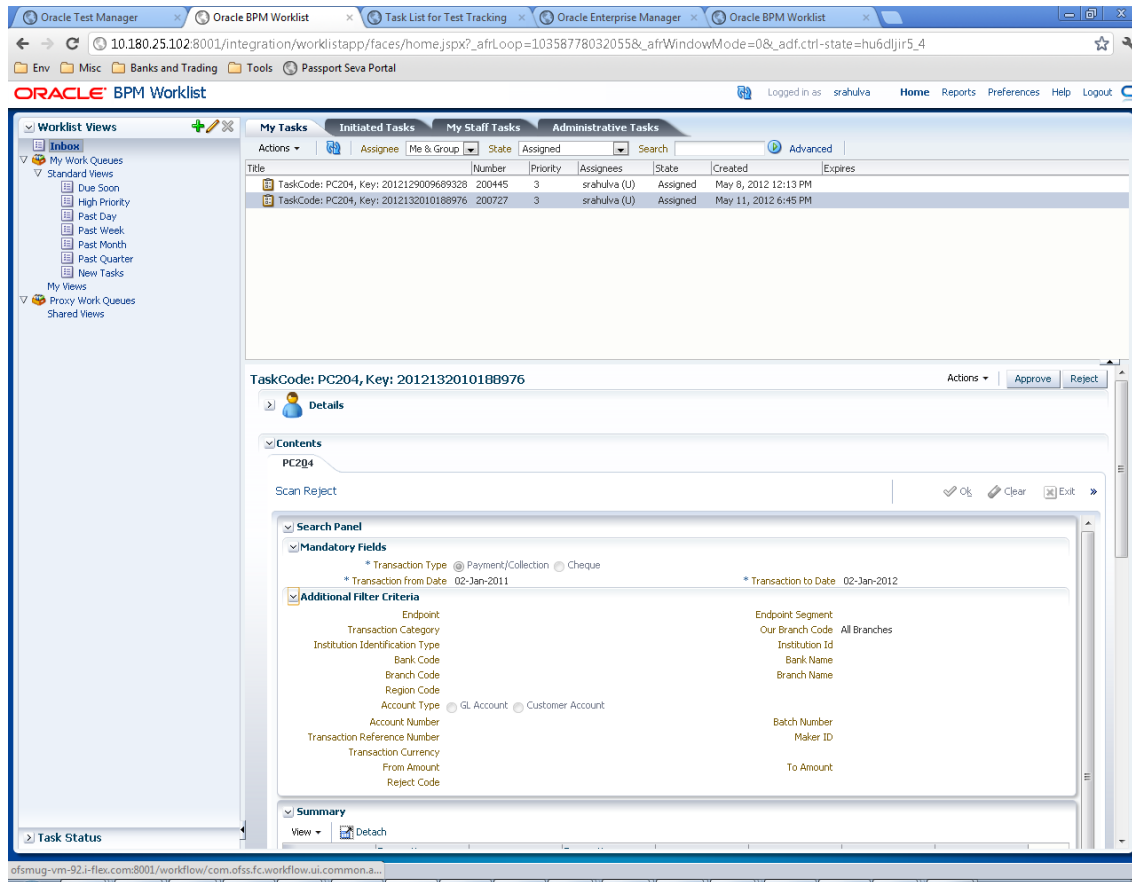 Oracle Test Manager
Oracle BPM Worklist
Task List for Test Tracking
Oracle Enterprise Manager
Oracle BPM Worklist
10.180.25.102:8001/integration/worklistapp/faces/home.jspx?_afrLoop=1035877803205​5&_afrWindowMode=0&_adf.ctrl-state=hu6dljir5_4
Env Misc Banks and Trading Tools Passport Seva Portal
ORACLE BPM Worklist
Logged in as srahulva Home Reports Preferences Help Logout
Worklist Views
Inbox
My Work Queues
Standard Views
Due Soon
High Priority
Past Day
Past Week
Past Month
Past Quarter
New Tasks
My Views
Proxy Work Queues
Shared Views
Task Status
My Tasks Initiated Tasks My Staff Tasks Administrative Tasks
Actions Assignee Me & Group State Assigned Search Advanced
Title Number Priority Assignees State Created Expires
TaskCode: PC204, Key: 2012129009689328 200445 3 srahulva (U) Assigned May 8, 2012 12:13 PM
TaskCode: PC204, Key: 2012132010188976 200727 3 srahulva (U) Assigned May 11, 2012 6:45 PM
TaskCode: PC204, Key: 2012132010188976 Actions Approve Reject
Details
Contents
PC204
Scan Reject Ok Clear Exit »
Search Panel
Mandatory Fields
* Transaction Type Payment/Collection Cheque
* Transaction from Date 02-Jan-2011 * Transaction to Date 02-Jan-2012
Additional Filter Criteria
Endpoint Endpoint Segment
Transaction Category Our Branch Code All Branches
Institution Identification Type Institution Id
Bank Code Bank Name
Branch Code Branch Name
Region Code
Account Type GL Account Customer Account
Account Number Batch Number
Transaction Reference Number Maker ID
Transaction Currency
From Amount To Amount
Reject Code
Summary
View Detach
ofsmug-vm-92.i-flex.com:8001/workflow/com.ofss.fc.workflow.ui.common.a...